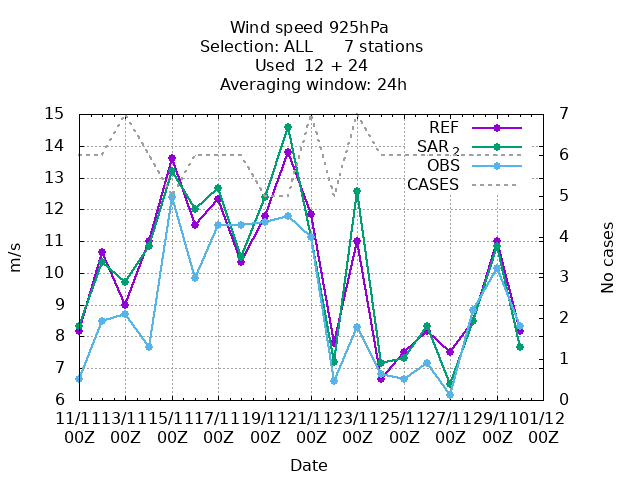 Wind speed 925hPa
Selection: ALL 7 stations
Used 12 + 24
Averaging window: 24h
15 7
14 6
13 5
12
11 4
10 3
9
8 2
7 1
6 0
m/s
No cases
REF
SAR 2
OBS
CASES
11/11 13/11 15/11 17/11 19/11 21/11 23/11 25/11 27/11 29/11 01/12
00Z 00Z 00Z 00Z 00Z 00Z 00Z 00Z 00Z 00Z 00Z
Date